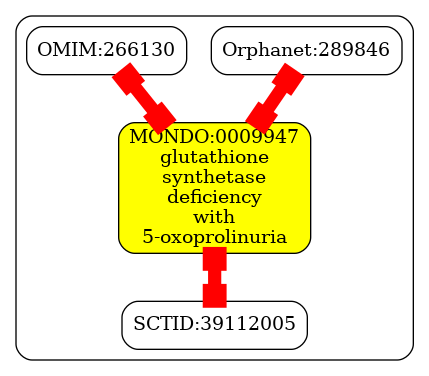 OMIM:266130
Orphanet:289846
MONDO:0009947
glutathione
synthetase
deficiency
with
5-oxoprolinuria
SCTID:39112005